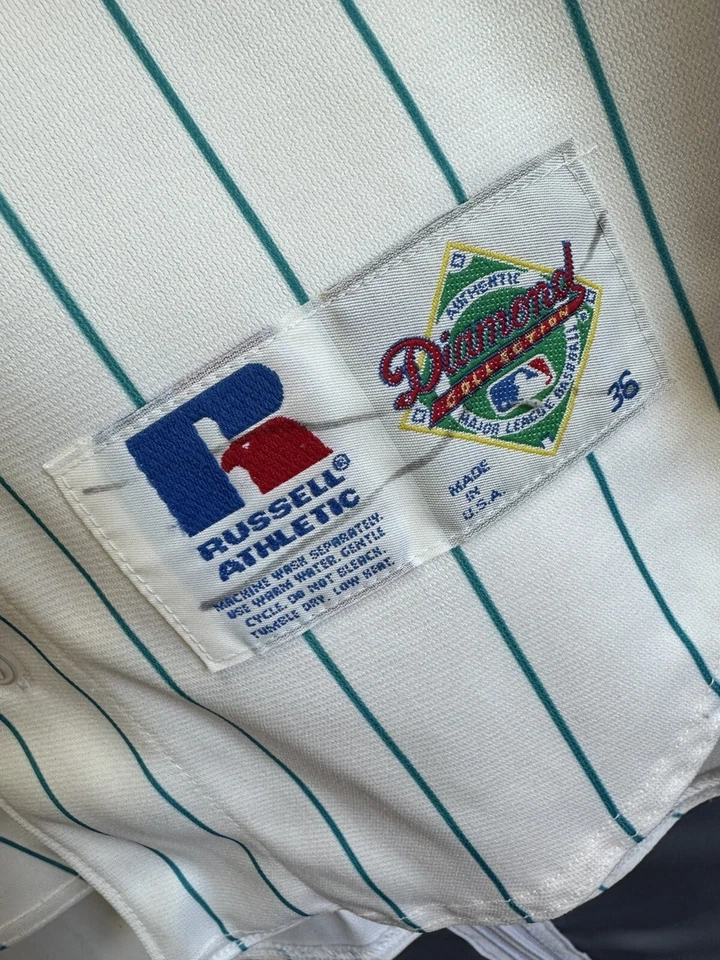 RUSSELL®
ATHLETIC
MACHINE WASH SEPARATELY.
USE WARM WATER. GENTLE
CYCLE. DO NOT BLEACH.
TUMBLE DRY. LOW HEAT.
AUTHENTIC
Diamond
COLLECTION
MAJOR LEAGUE BASEBALL
MADE
IN
U.S.A.
36